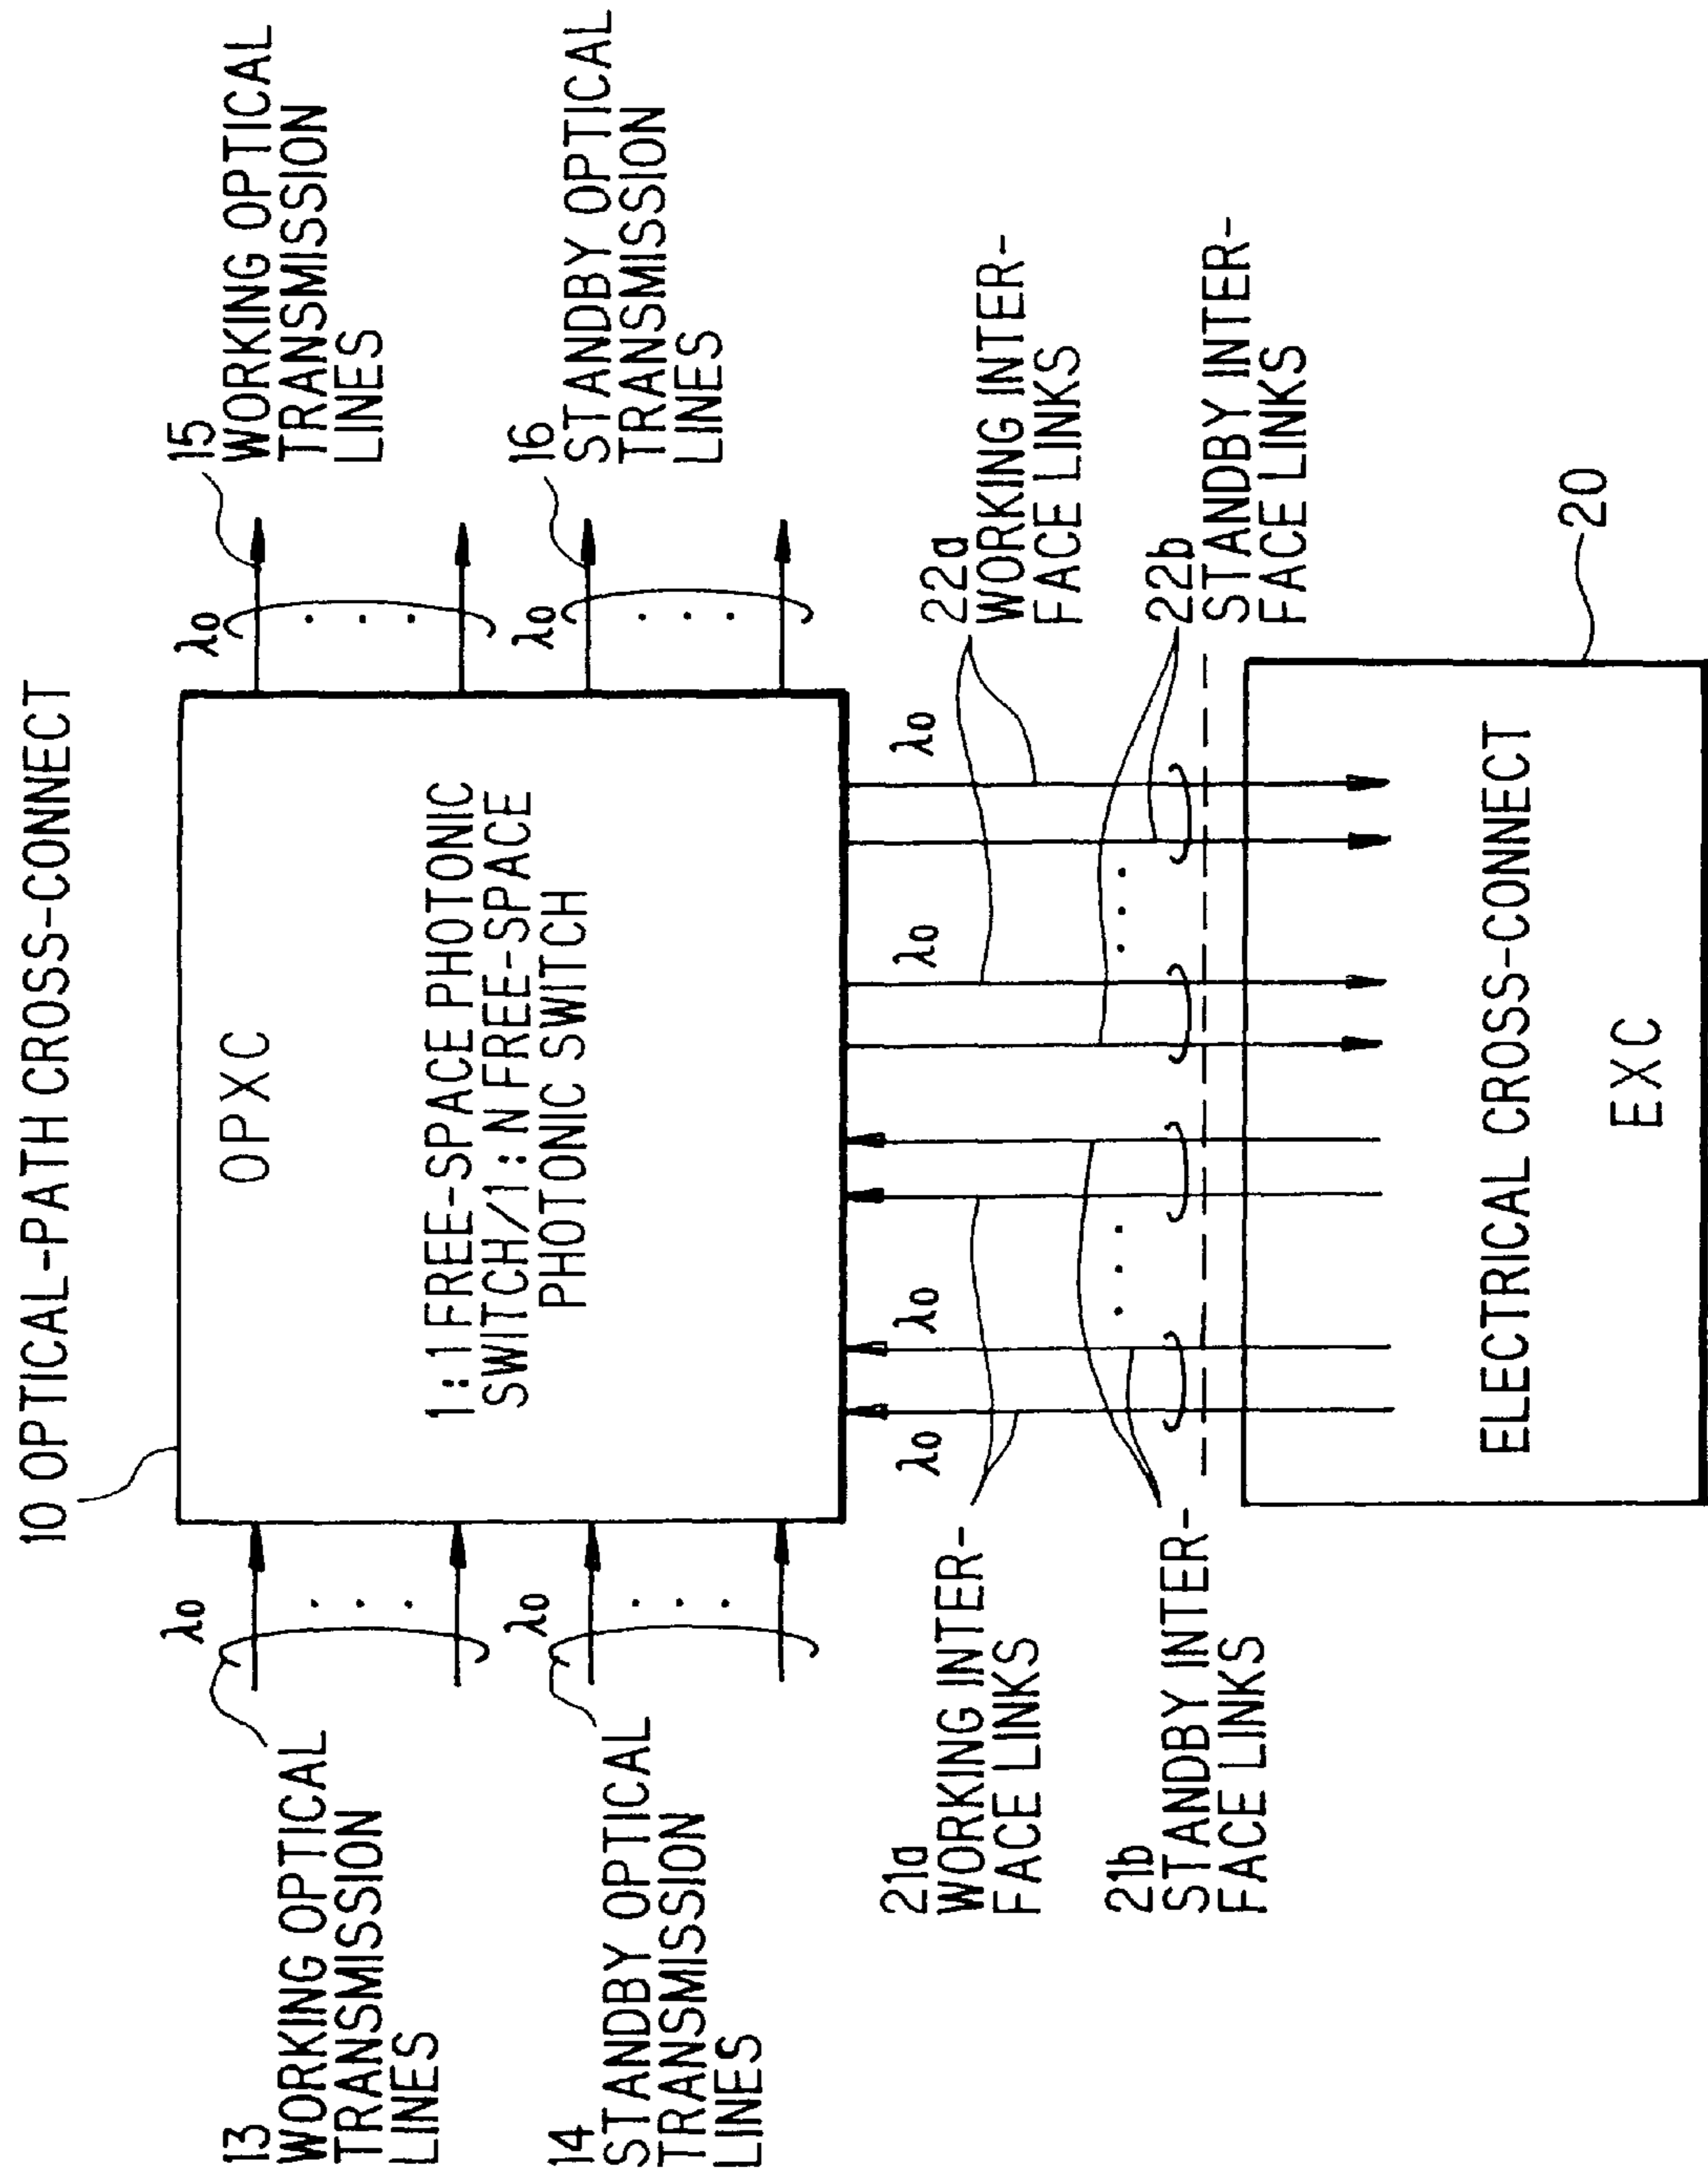 10 OPTICAL-PATH CROSS-CONNECT
OPXC
1:1 FREE-SPACE PHOTONIC
SWITCH/1:N FREE-SPACE
PHOTONIC SWITCH
λ0
λ0
13
WORKING OPTICAL
TRANSMISSION
LINES
14
STANDBY OPTICAL
TRANSMISSION
LINES
λ0
λ0
15
WORKING OPTICAL
TRANSMISSION
LINES
16
STANDBY OPTICAL
TRANSMISSION
LINES
λ0
λ0
λ0
λ0
21a
WORKING INTER-
FACE LINKS
21b
STANDBY INTER-
FACE LINKS
22a
WORKING INTER-
FACE LINKS
22b
STANDBY INTER-
FACE LINKS
20
ELECTRICAL CROSS-CONNECT
EXC